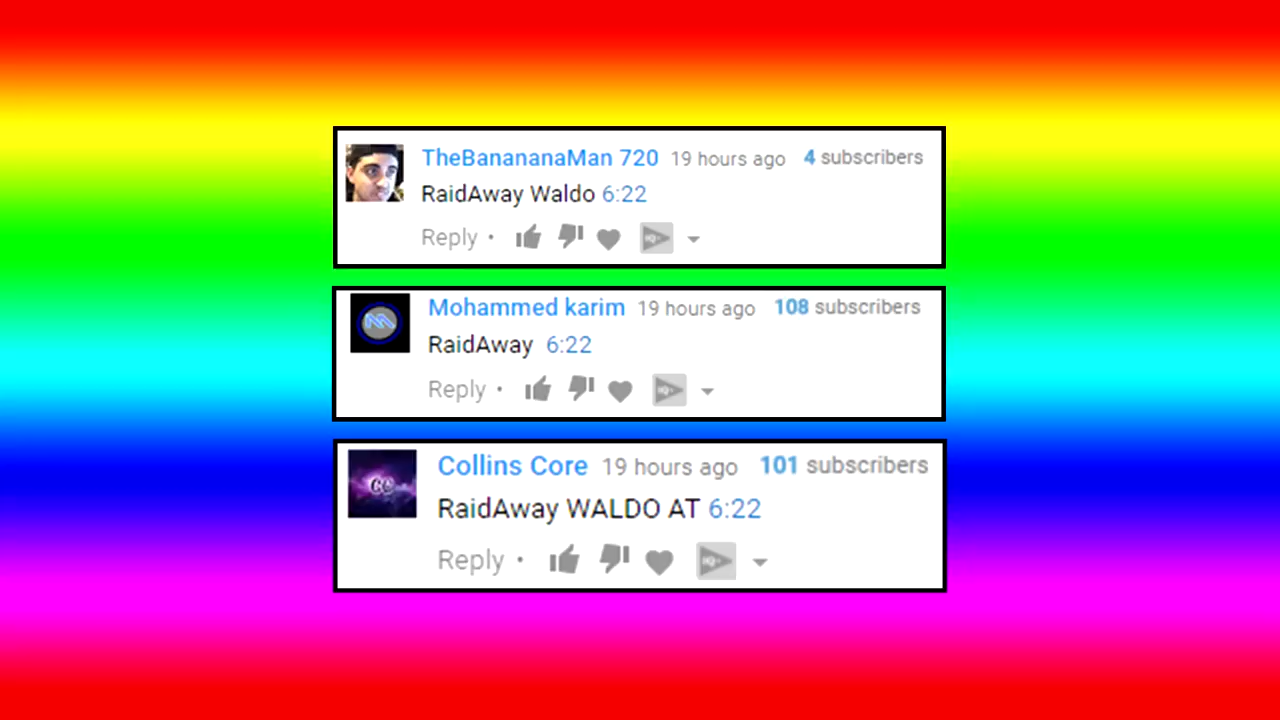 TheBanananaMan 720 19 hours ago 4 subscribers
RaidAway Waldo 6:22
Reply •
Mohammed karim 19 hours ago 108 subscribers
RaidAway 6:22
Reply •
CC
Collins Core 19 hours ago 101 subscribers
RaidAway WALDO AT 6:22
Reply •